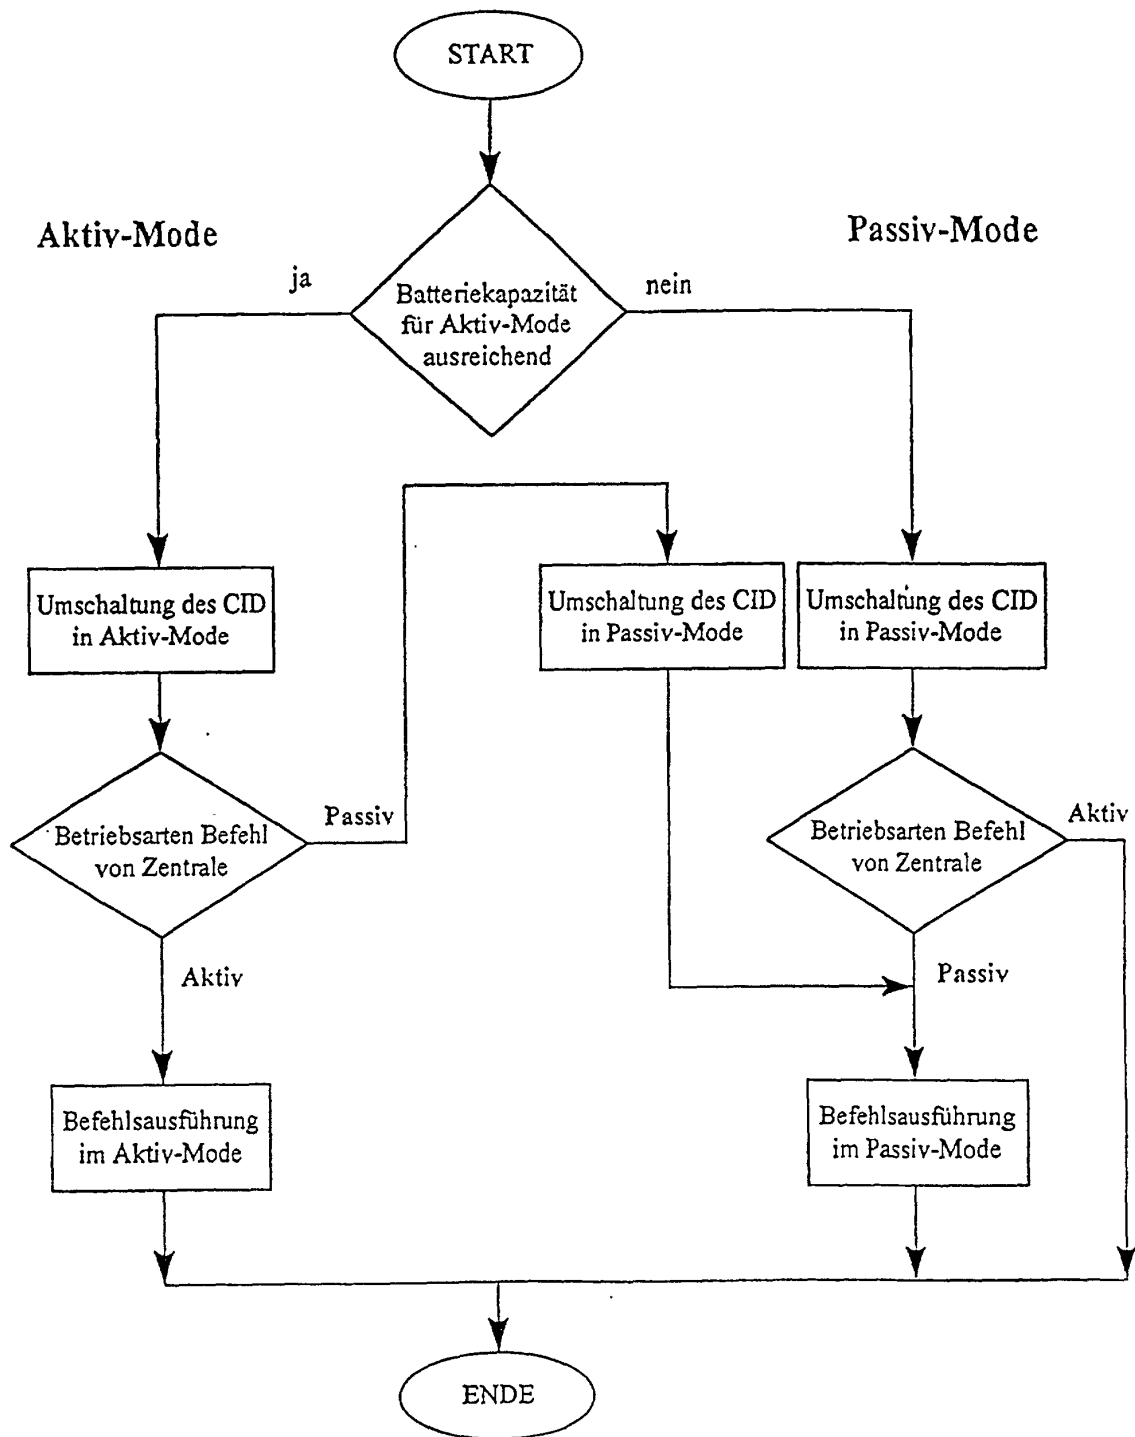 START
Aktiv-Mode
Passiv-Mode
ja
nein
Batteriekapazität
für Aktiv-Mode
ausreichend
Umschaltung des CID
in Aktiv-Mode
Umschaltung des CID
in Passiv-Mode
Umschaltung des CID
in Passiv-Mode
Betriebsarten Befehl
von Zentrale
Passiv
Betriebsarten Befehl
von Zentrale
Aktiv
Aktiv
Passiv
Befehlsausführung
im Aktiv-Mode
Befehlsausführung
im Passiv-Mode
ENDE